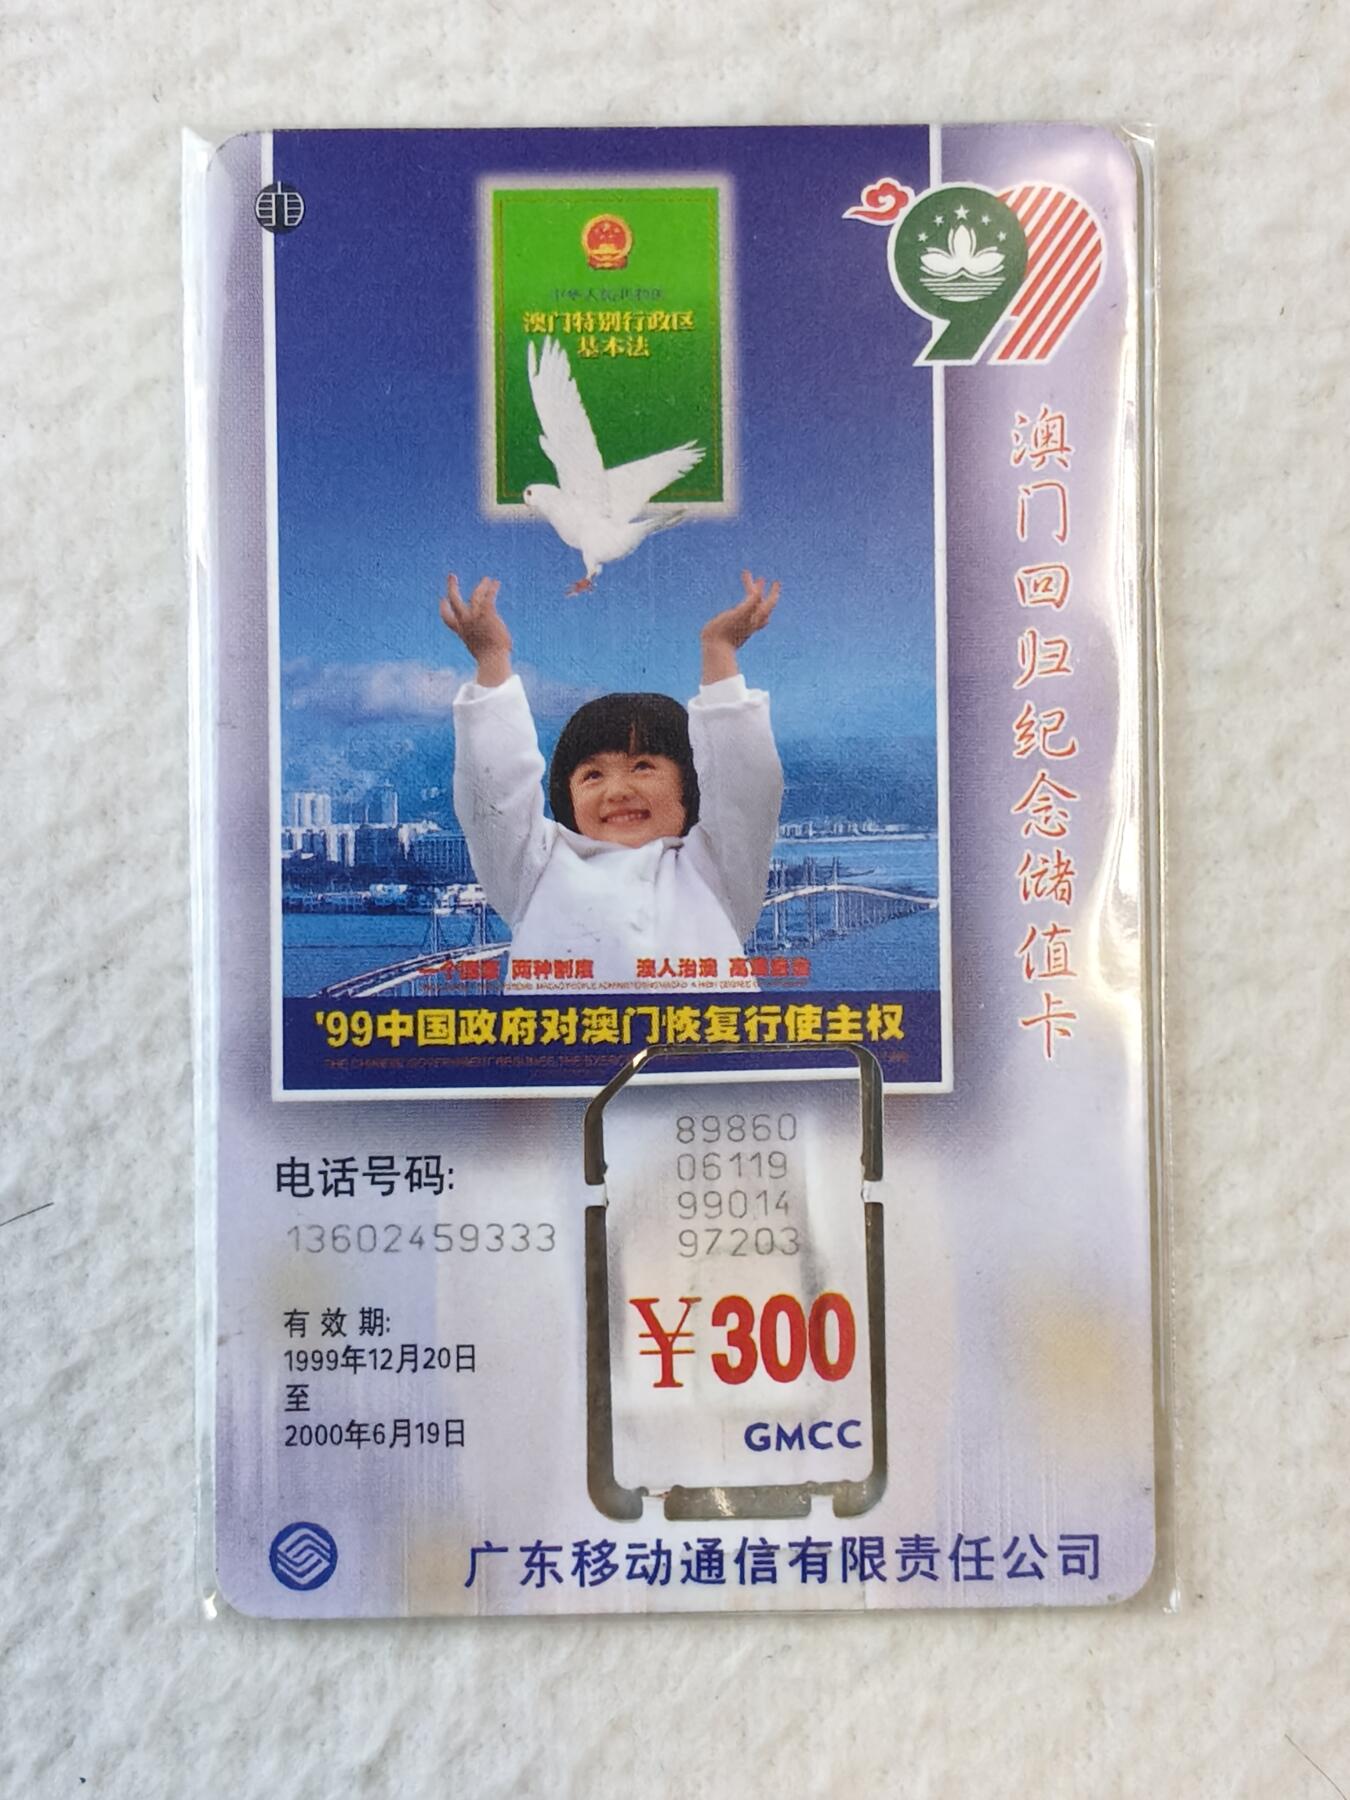 中华人民共和国
澳门特别行政区
基本法
澳门回归纪念储值卡
一个国家 两种制度 澳人治澳 高度自治
'99中国政府对澳门恢复行使主权
THE CHINESE GOVERNMENT RESUMES THE
电话号码:
13602459333
89860
06119
99014
97203
有效期:
1999年12月20日
至
2000年6月19日
¥300
GMCC
广东移动通信有限责任公司